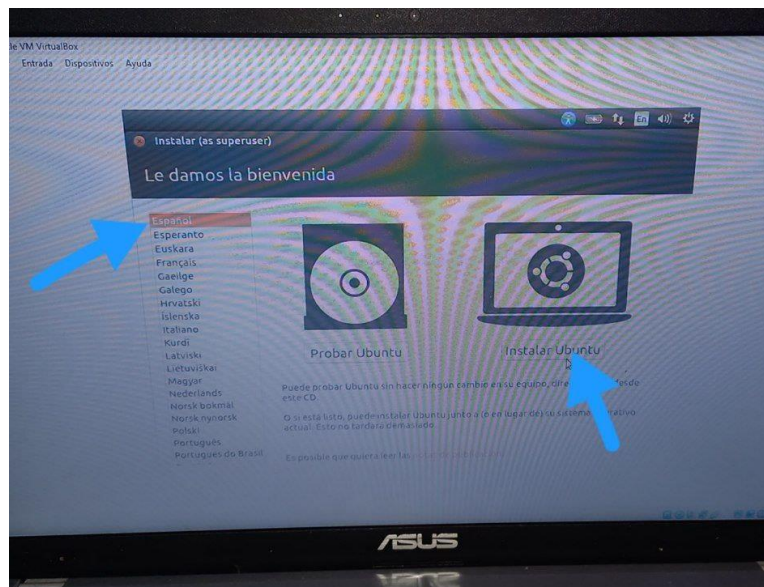 de VM VirtualBox
Entrada Dispositivos Ayuda
En
Instalar (as superuser)
Le damos la bienvenida
Español
Esperanto
Euskara
Français
Gaeilge
Galego
Hrvatski
Íslenska
Italiano
Kurdî
Latviski
Lietuviškai
Magyar
Nederlands
Norsk bokmål
Norsk nynorsk
Polski
Português
Português do Brasil
Probar Ubuntu
Instalar Ubuntu
Puede probar Ubuntu sin hacer ningún cambio en su equipo, desde
este CD.
O si está listo, puede instalar Ubuntu junto a (o en lugar de) su sistema
actual. Esto no tardará demasiado.
Es posible que quiera leer las
ASUS